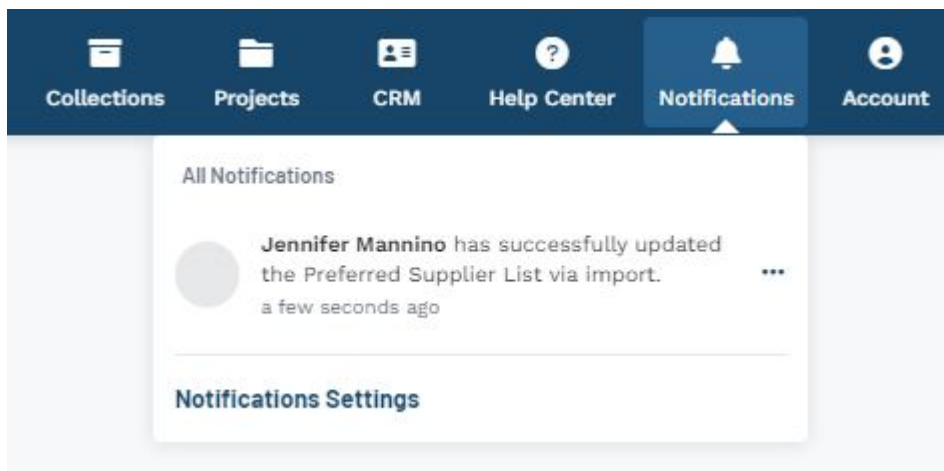 Collections Projects CRM Help Center Notifications Account
All Notifications
Jennifer Mannino has successfully updated
the Preferred Supplier List via import.
a few seconds ago
Notifications Settings